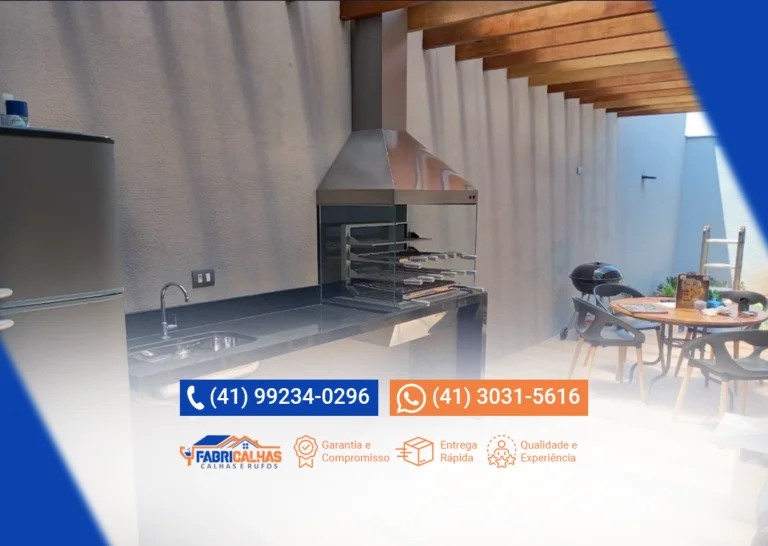 (41) 99234-0296
(41) 3031-5616
FABRICALHAS
CALHAS E RUFOS
Garantia e
Compromisso
Entrega
Rápida
Qualidade e
Experiência